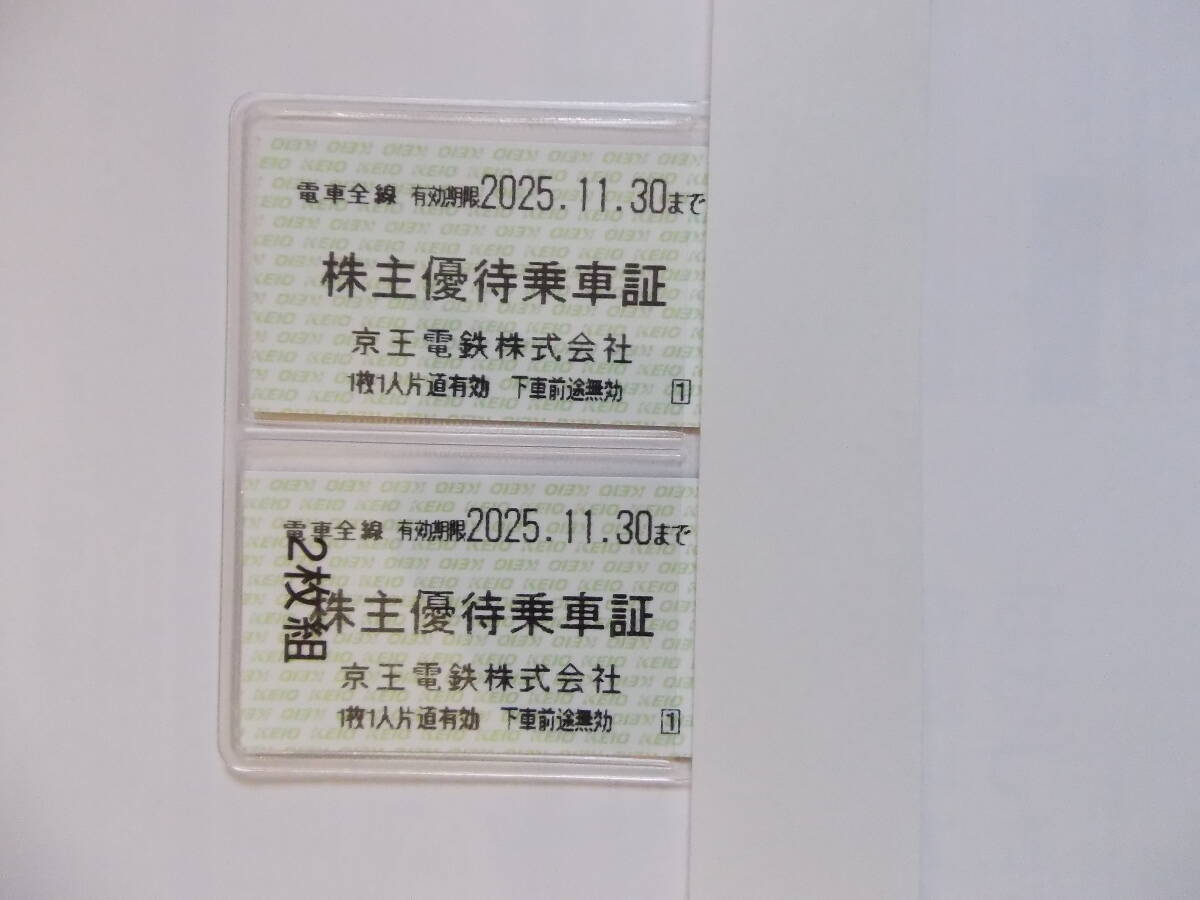 電車全線 有効期限2025.11.30まで
株主優待乗車証
京王電鉄株式会社
1枚1人片道有効 下車前途無効 1
電車全線 有効期限2025.11.30まで
2枚組
株主優待乗車証
京王電鉄株式会社
1枚1人片道有効 下車前途無効 1